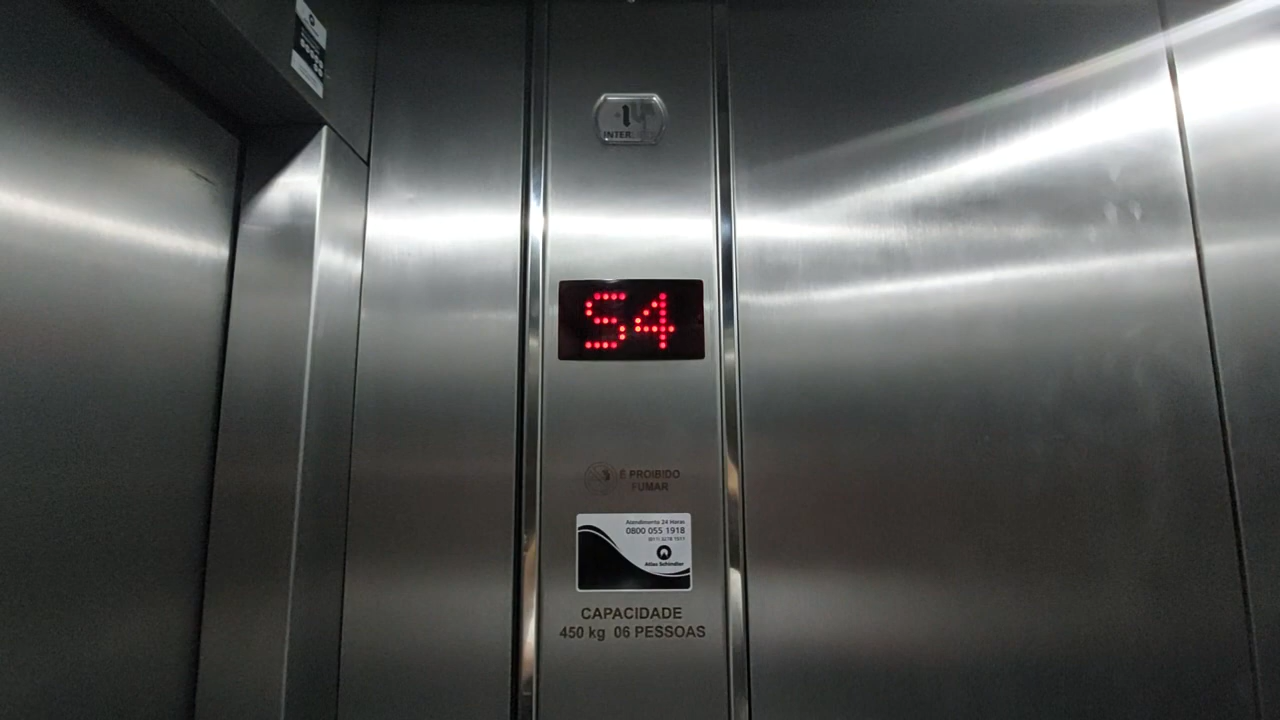 S4
É PROIBIDO
FUMAR
Atendimento 24 Horas
0800 055 1918
Atlas Schindler
CAPACIDADE
450 kg 06 PESSOAS